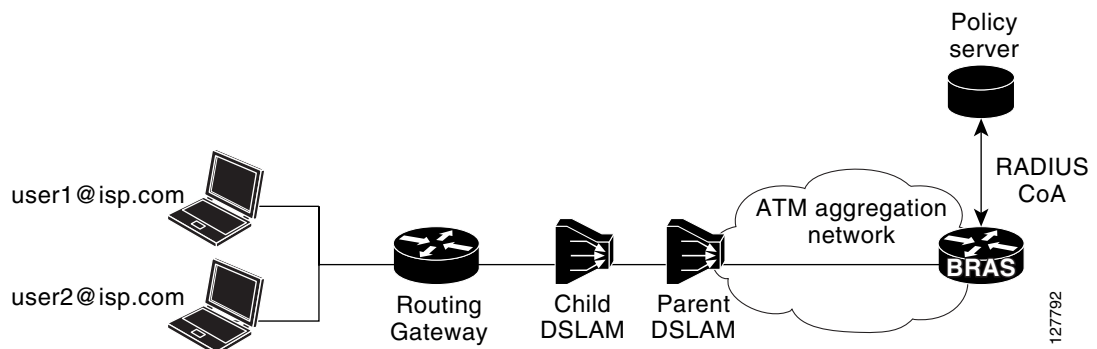 Policy
server
RADIUS
CoA
user1@isp.com
ATM aggregation
network
BRAS
user2@isp.com
Routing
Gateway
Child
DSLAM
Parent
DSLAM
127792